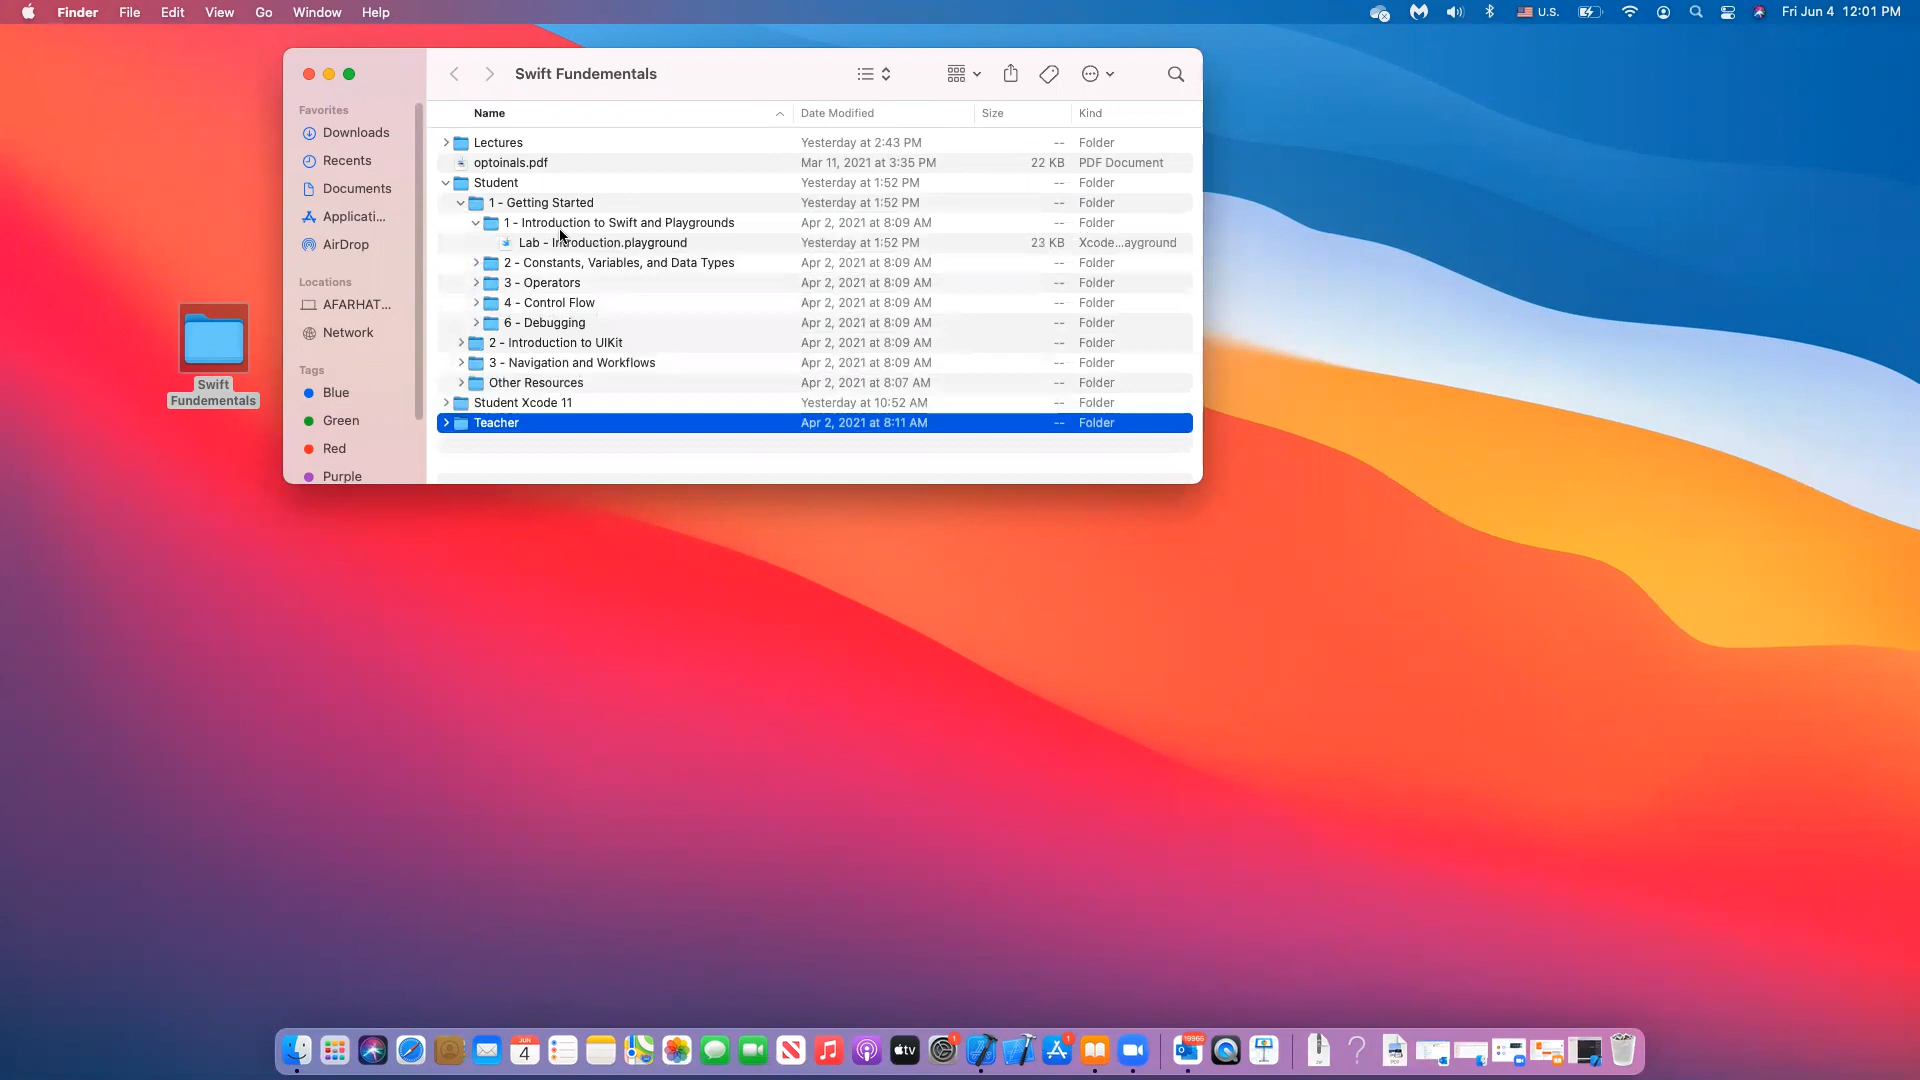 Finder File Edit View Go Window Help U.S. Fri Jun 4 12:01 PM
Swift Fundementals
Favorites
Downloads
Recents
Documents
Applicati...
AirDrop
Locations
AFARHAT...
Network
Tags
Blue
Green
Red
Purple
Name Date Modified Size Kind
Lectures Yesterday at 2:43 PM -- Folder
optoinals.pdf Mar 11, 2021 at 3:35 PM 22 KB PDF Document
Student Yesterday at 1:52 PM -- Folder
1 - Getting Started Yesterday at 1:52 PM -- Folder
1 - Introduction to Swift and Playgrounds Apr 2, 2021 at 8:09 AM -- Folder
Lab - Introduction.playground Yesterday at 1:52 PM 23 KB Xcode...ayground
2 - Constants, Variables, and Data Types Apr 2, 2021 at 8:09 AM -- Folder
3 - Operators Apr 2, 2021 at 8:09 AM -- Folder
4 - Control Flow Apr 2, 2021 at 8:09 AM -- Folder
6 - Debugging Apr 2, 2021 at 8:09 AM -- Folder
2 - Introduction to UIKit Apr 2, 2021 at 8:09 AM -- Folder
3 - Navigation and Workflows Apr 2, 2021 at 8:09 AM -- Folder
Other Resources Apr 2, 2021 at 8:07 AM -- Folder
Student Xcode 11 Yesterday at 10:52 AM -- Folder
Teacher Apr 2, 2021 at 8:11 AM -- Folder
Swift
Fundementals
JUN
4
tv
1
1
19966